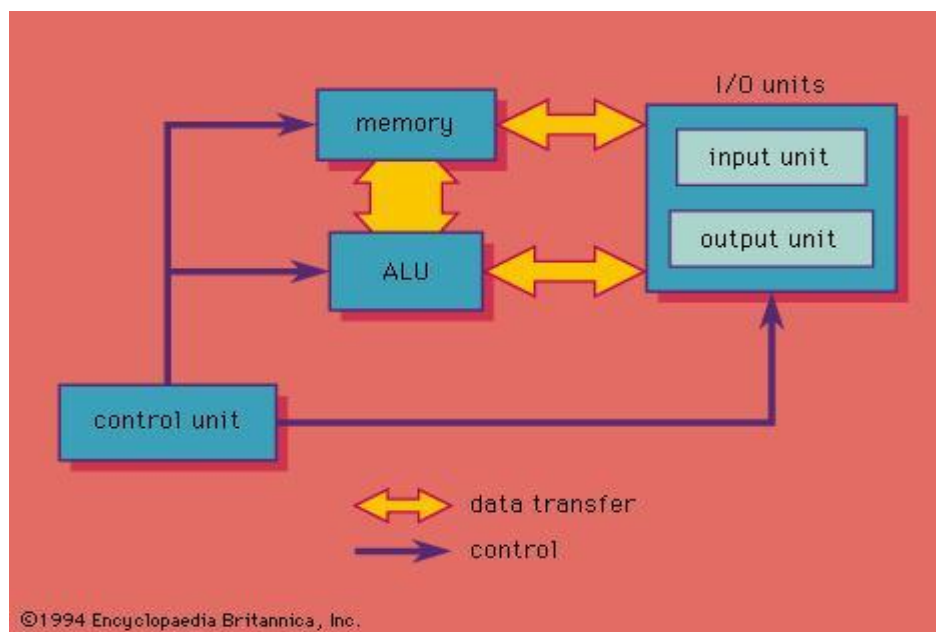 I/O units
memory
input unit
output unit
ALU
control unit
data transfer
control
©1994 Encyclopaedia Britannica, Inc.